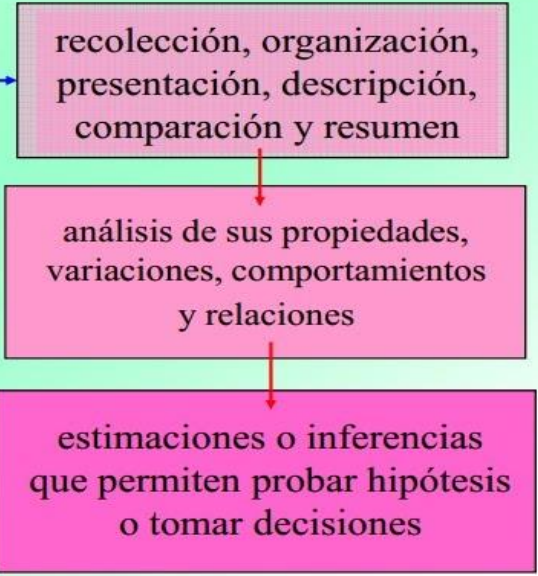 recolección, organización,
presentación, descripción,
comparación y resumen
análisis de sus propiedades,
variaciones, comportamientos
y relaciones
estimaciones o inferencias
que permiten probar hipótesis
o tomar decisiones